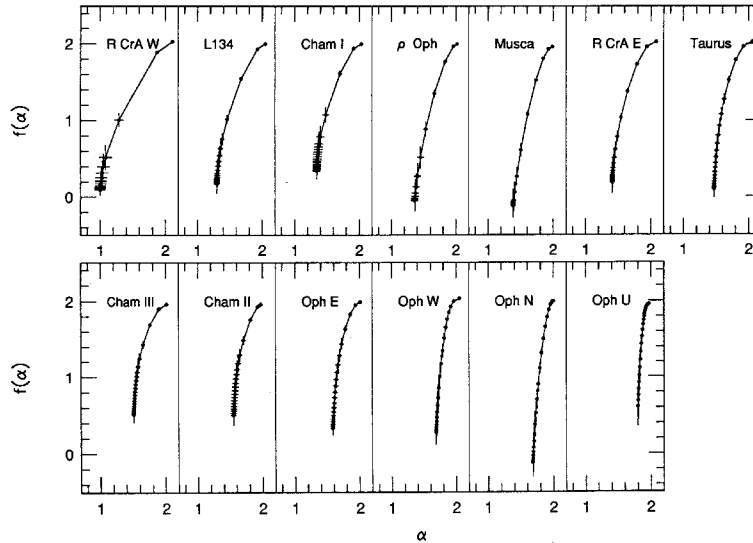 R CrA W
L134
Cham I
ρ Oph
Musca
R CrA E
Taurus
2
1
0
f(α)
1 2 1 2 1 2 1 2 1 2 1 2 1 2
Cham III
Cham II
Oph E
Oph W
Oph N
Oph U
2
1
0
f(α)
1 2 1 2 1 2 1 2 1 2 1 2
α